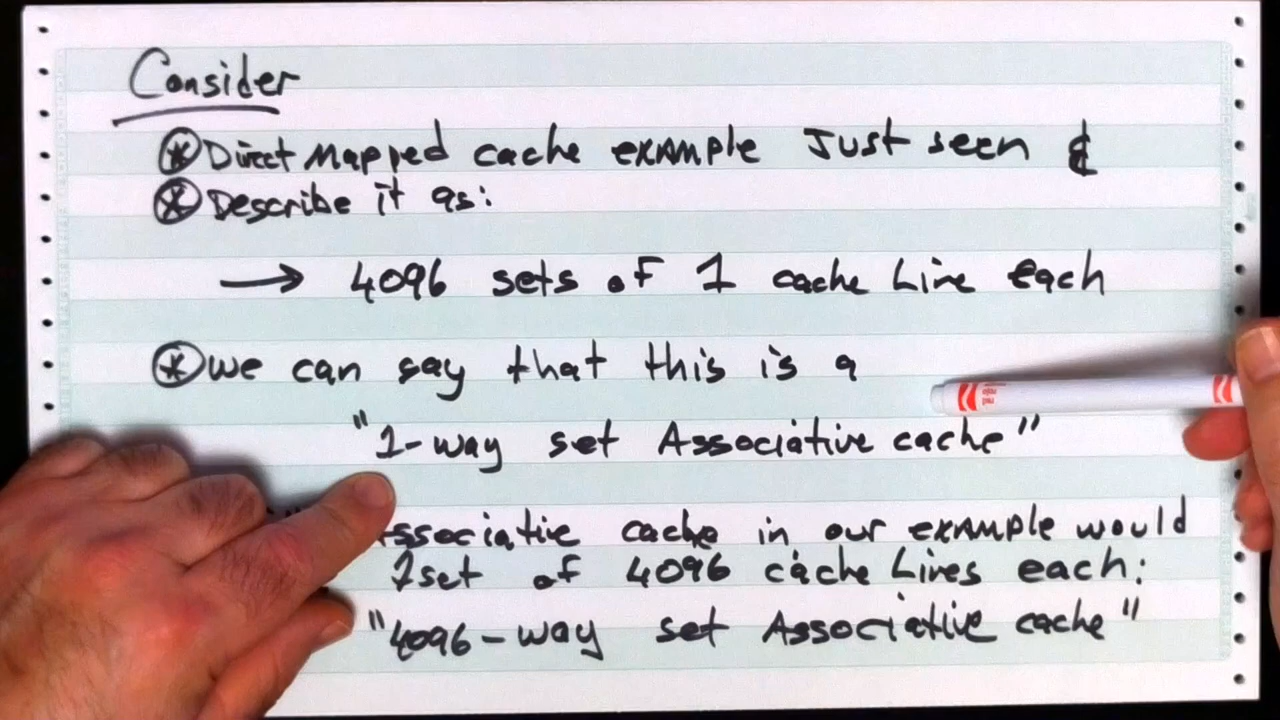 Consider
⊛ Direct Mapped cache example Just seen &
⊛ Describe it as:
→ 4096 sets of 1 cache Line each
⊛ we can say that this is a
"1-way set Associative cache"
ssociative cache in our example would
1 set of 4096 cache Lines each:
"4096-way set Associative cache"